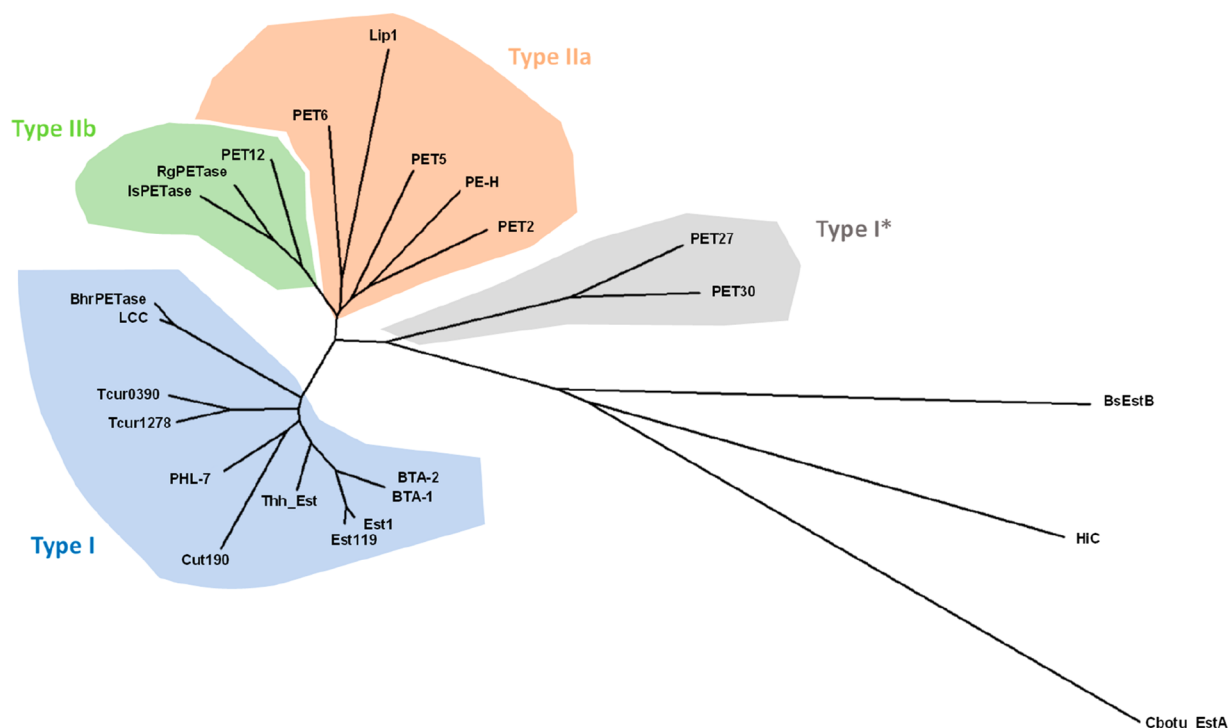 Lip1
Type IIa
PET6
Type IIb
PET12
RgPETase
IsPETase
PET5
PE-H
PET2
Type I*
PET27
PET30
BhrPETase
LCC
Tcur0390
Tcur1278
BsEstB
PHL-7
BTA-2
BTA-1
Thh_Est
Est1
Est119
Type I
Cut190
HiC
Cbotu_EstA